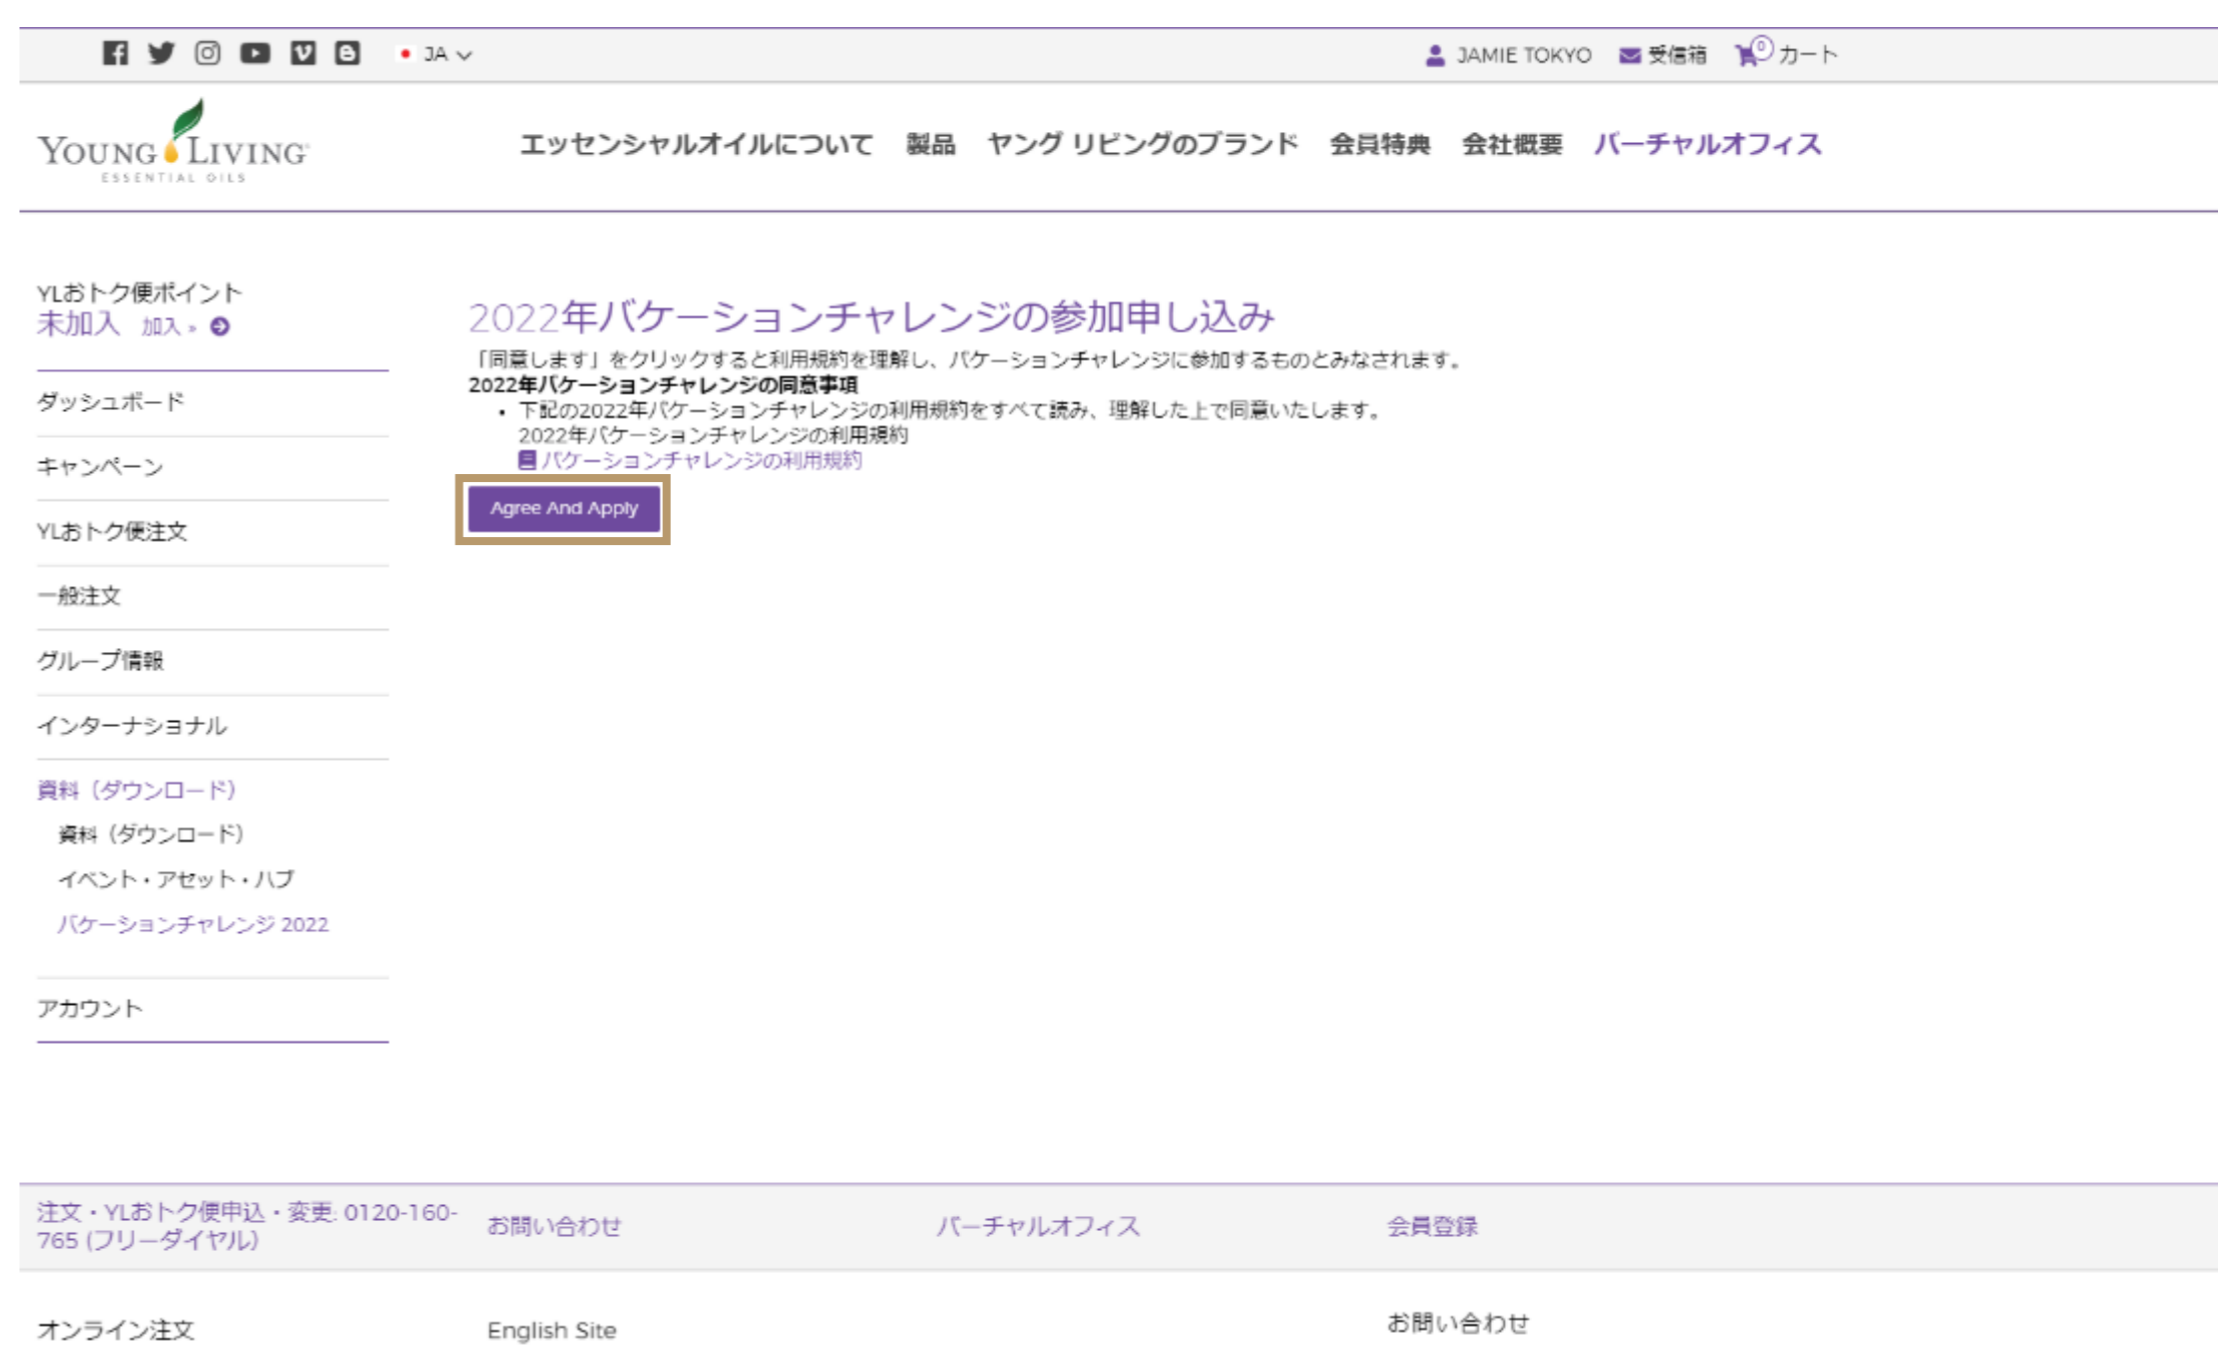 JA
JAMIE TOKYO 受信箱 0 カート
YOUNG LIVING
ESSENTIAL OILS
エッセンシャルオイルについて 製品 ヤング リビングのブランド 会員特典 会社概要 バーチャルオフィス
YLおトク便ポイント
未加入 加入 »
ダッシュボード
キャンペーン
YLおトク便注文
一般注文
グループ情報
インターナショナル
資料（ダウンロード）
資料（ダウンロード）
イベント・アセット・ハブ
バケーションチャレンジ 2022
アカウント
2022年バケーションチャレンジの参加申し込み
「同意します」をクリックすると利用規約を理解し、バケーションチャレンジに参加するものとみなされます。
2022年バケーションチャレンジの同意事項
• 下記の2022年バケーションチャレンジの利用規約をすべて読み、理解した上で同意いたします。
2022年バケーションチャレンジの利用規約
バケーションチャレンジの利用規約
Agree And Apply
注文・YLおトク便申込・変更: 0120-160-
765 (フリーダイヤル)
お問い合わせ
バーチャルオフィス
会員登録
オンライン注文
English Site
お問い合わせ